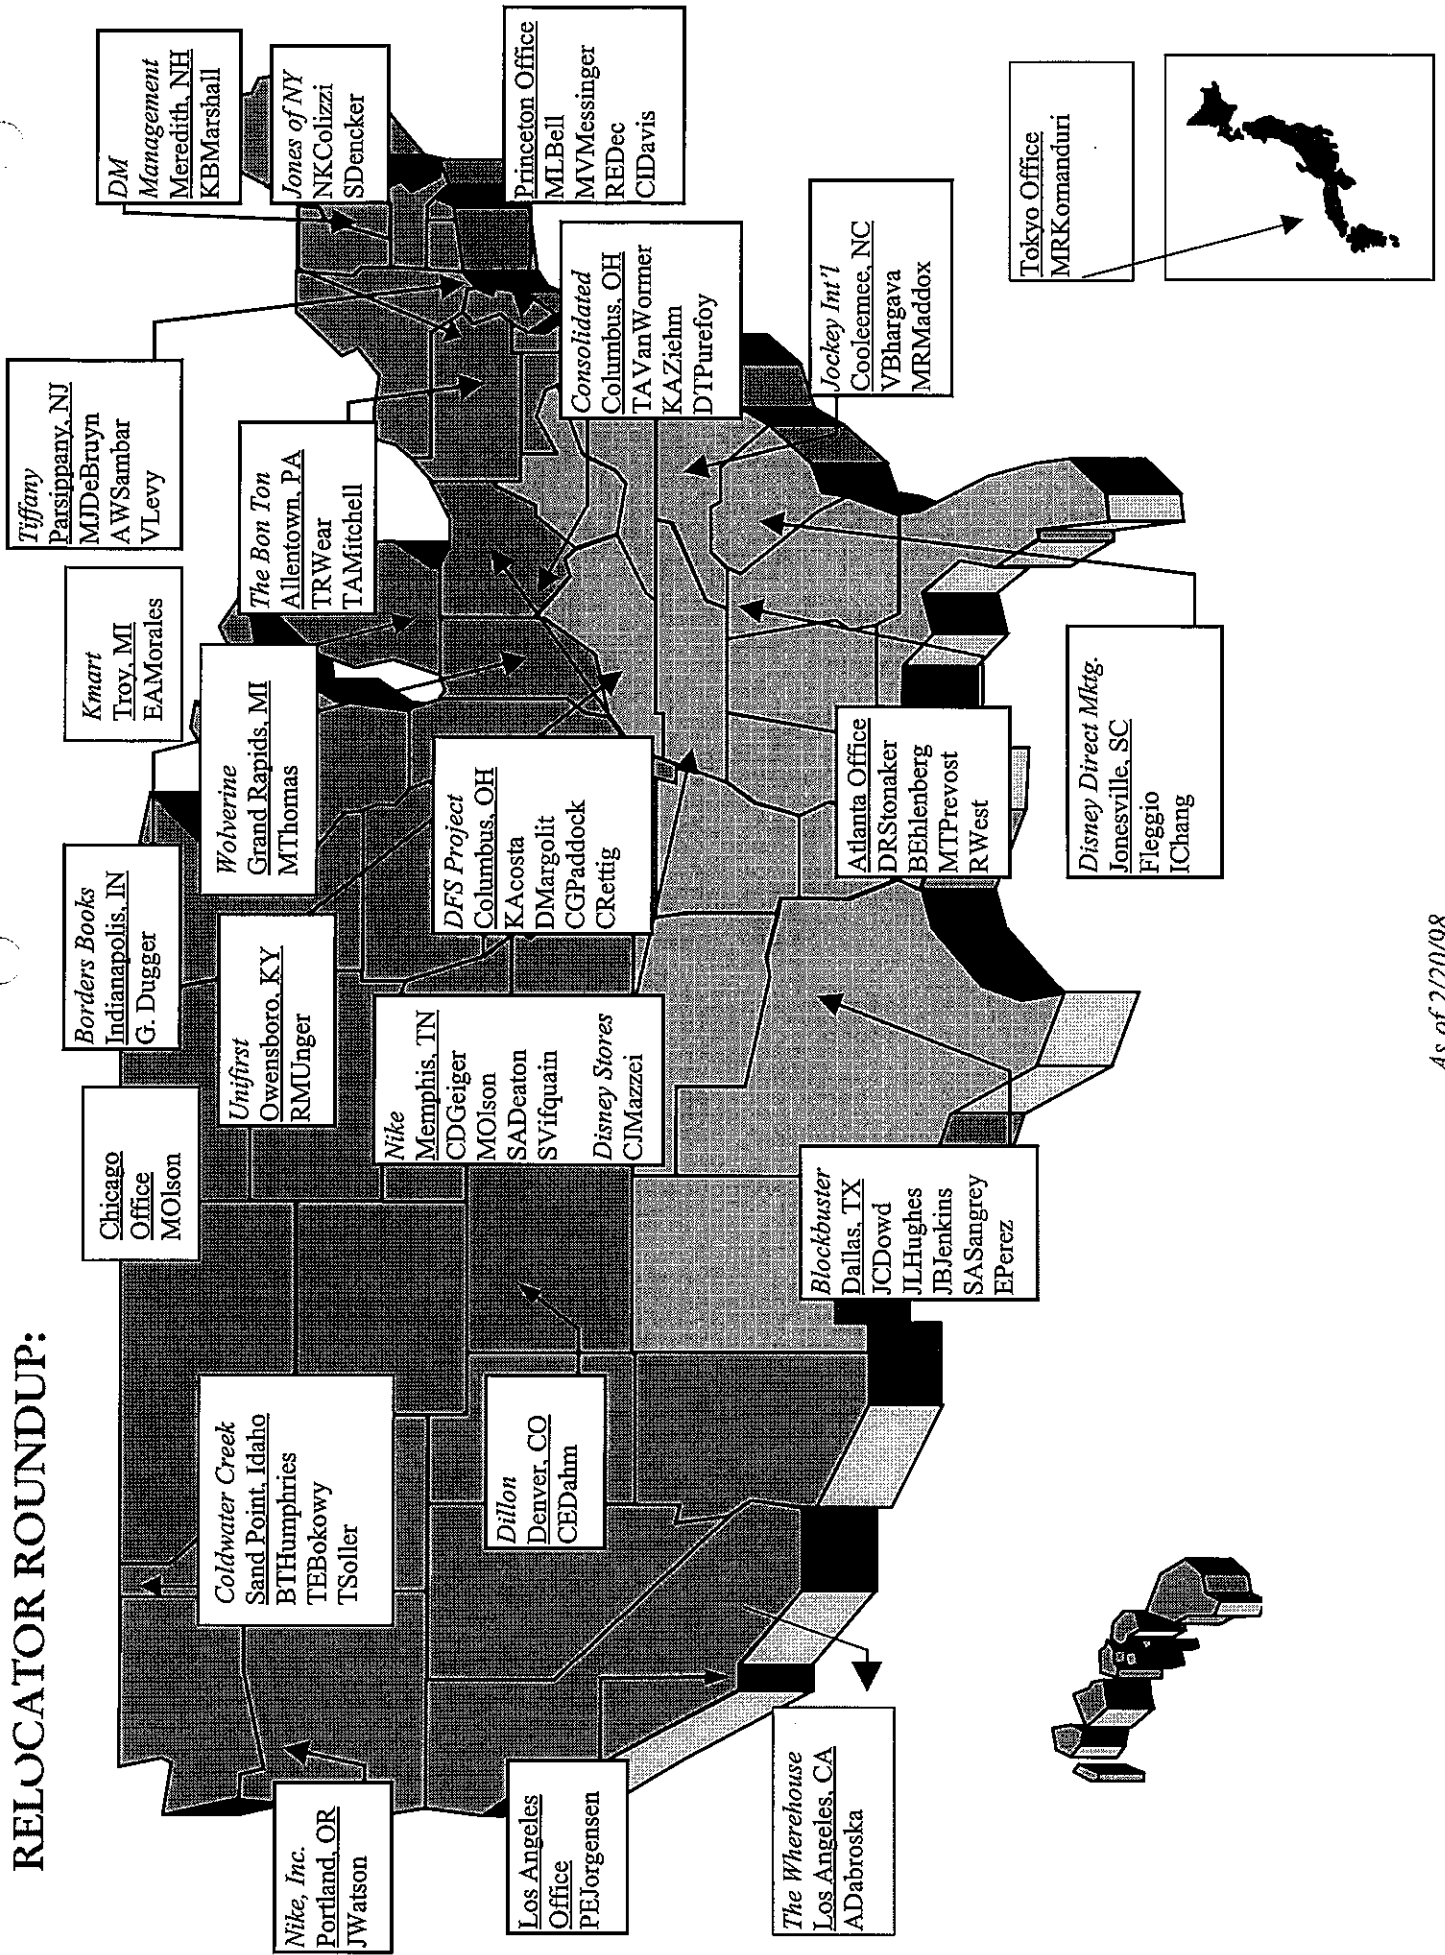 RELOCATOR ROUNDUP:
Nike, Inc.
Portland, OR
JWatson
Los Angeles
Office
PEJorgensen
The Wherehouse
Los Angeles, CA
ADabroska
Coldwater Creek
Sand Point, Idaho
BTHumphries
TEBokowy
TSoller
Dillon
Denver, CO
CEDahm
Chicago
Office
MOlson
Unifirst
Owensboro, KY
RMUnger
Nike
Memphis, TN
CDGeiger
MOlson
SADeaton
SVifquain
Disney Stores
CJMazzei
Blockbuster
Dallas, TX
JCDowd
JLHughes
JBJenkins
SASangrey
EPerez
Borders Books
Indianapolis, IN
G. Dugger
Wolverine
Grand Rapids, MI
MThomas
DFS Project
Columbus, OH
KAcosta
DMargolit
CGPaddock
CRettig
Atlanta Office
DRStonaker
BEhlenberg
MTPrevost
RWest
Disney Direct Mktg.
Jonesville, SC
Fleggio
IChang
Kmart
Troy, MI
EAMorales
Tiffany
Parsippany, NJ
MJDeBruyn
AWSambar
VLevy
The Bon Ton
Allentown, PA
TRWear
TAMitchell
Consolidated
Columbus, OH
TAVanWormer
KAZiehm
DTPurefoy
Jockey Int'l
Cooleemee, NC
VBhargava
MRMaddox
DM
Management
Meredith, NH
KBMarshall
Jones of NY
NKColizzi
SDencker
Princeton Office
MLBell
MVMessinger
REDec
CIDavis
Tokyo Office
MRKomanduri
As of 2/20/98